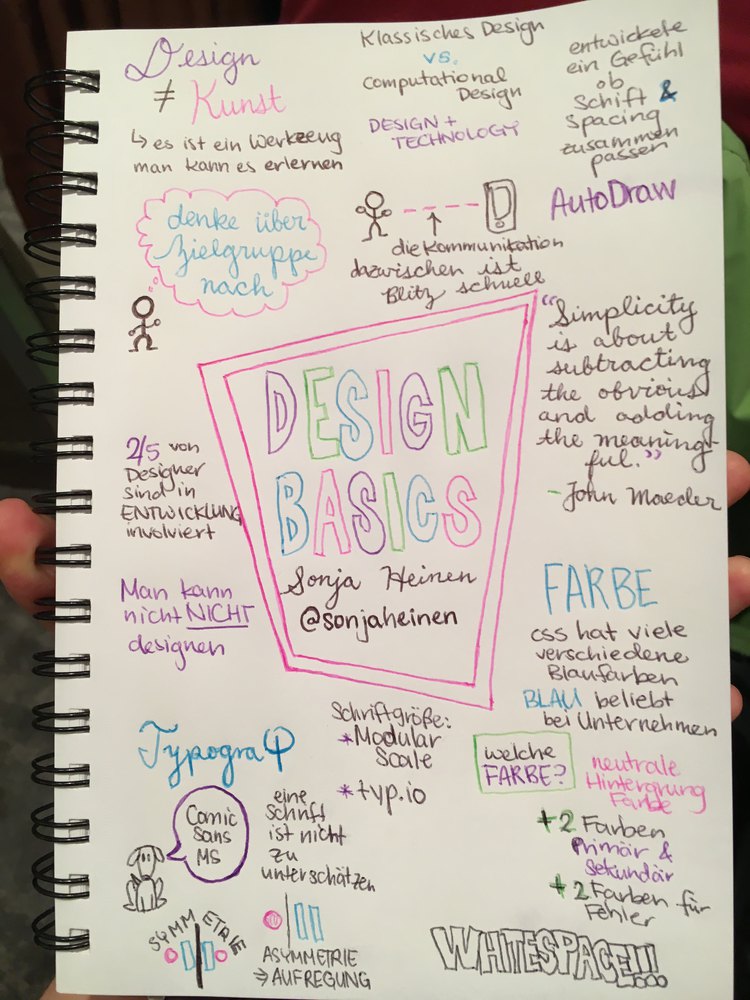 Design
≠ Kunst
↳ es ist ein Werkzeug
man kann es erlernen
Klassisches Design
vs.
Computational
Design
DESIGN +
TECHNOLOGY
entwickele
ein Gefühl
ob
Schift &
Spacing
zusammen
passen
AutoDraw
denke über
Zielgruppe
nach
die Kommunikation
dazwischen ist
Blitz schnell
"Simplicity
is about
subtracting
the obvious
and adding
the meaning-
ful."
- John Maeder
DESIGN
BASICS
Sonja Heinen
@sonjaheinen
2/5 von
Designer
sind in
ENTWICKLUNG
involviert
Man kann
nicht NICHT
designen
FARBE
css hat viele
verschiedene
Blaufarben
BLAU beliebt
bei Unternehmen
welche
FARBE?
neutrale
Hintergrung
Farbe
+2 Farben
Primär &
Sekundär
+2 Farben für
Fehler
Schriftgröße:
*Modular
Scale
*typ.io
Typograφ
Comic
Sans
MS
eine
Schrift
ist nicht
zu
unterschätzen
SYMMETRIE
ASYMMETRIE
⇒ AUFREGUNG
WHITESPACE!!!